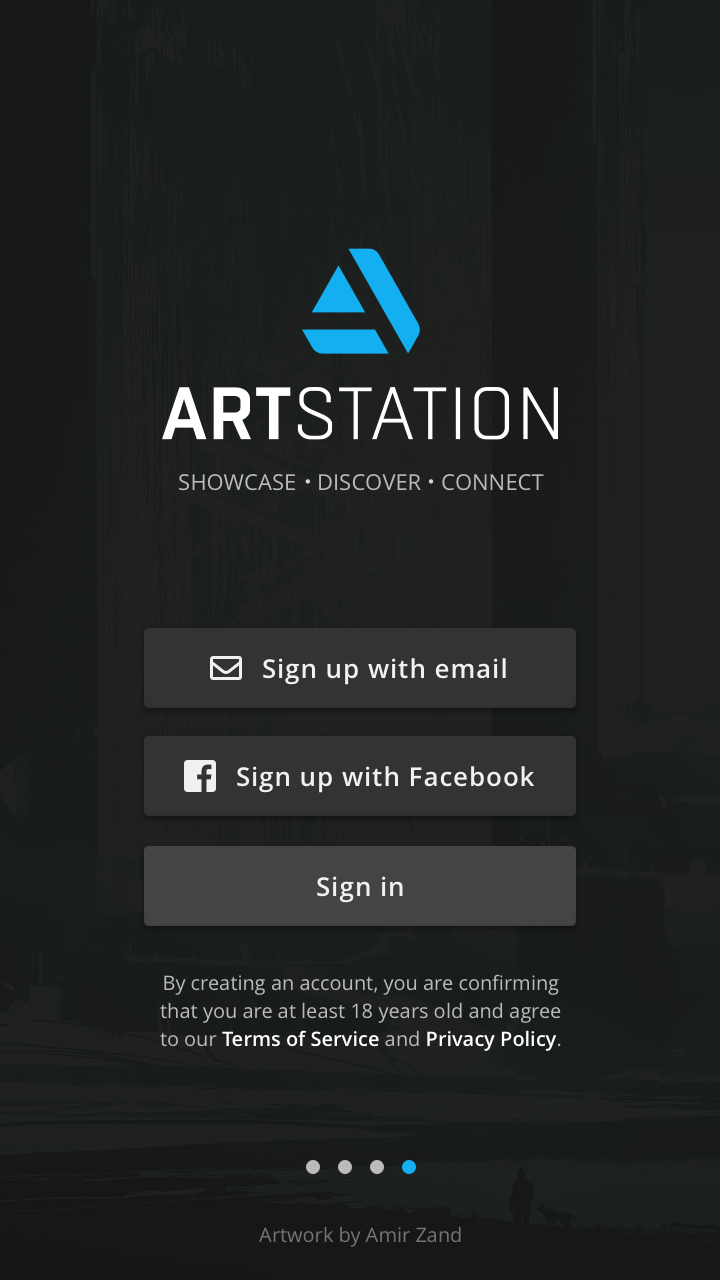 ARTSTATION
SHOWCASE • DISCOVER • CONNECT
Sign up with email
Sign up with Facebook
Sign in
By creating an account, you are confirming
that you are at least 18 years old and agree
to our Terms of Service and Privacy Policy.
Artwork by Amir Zand